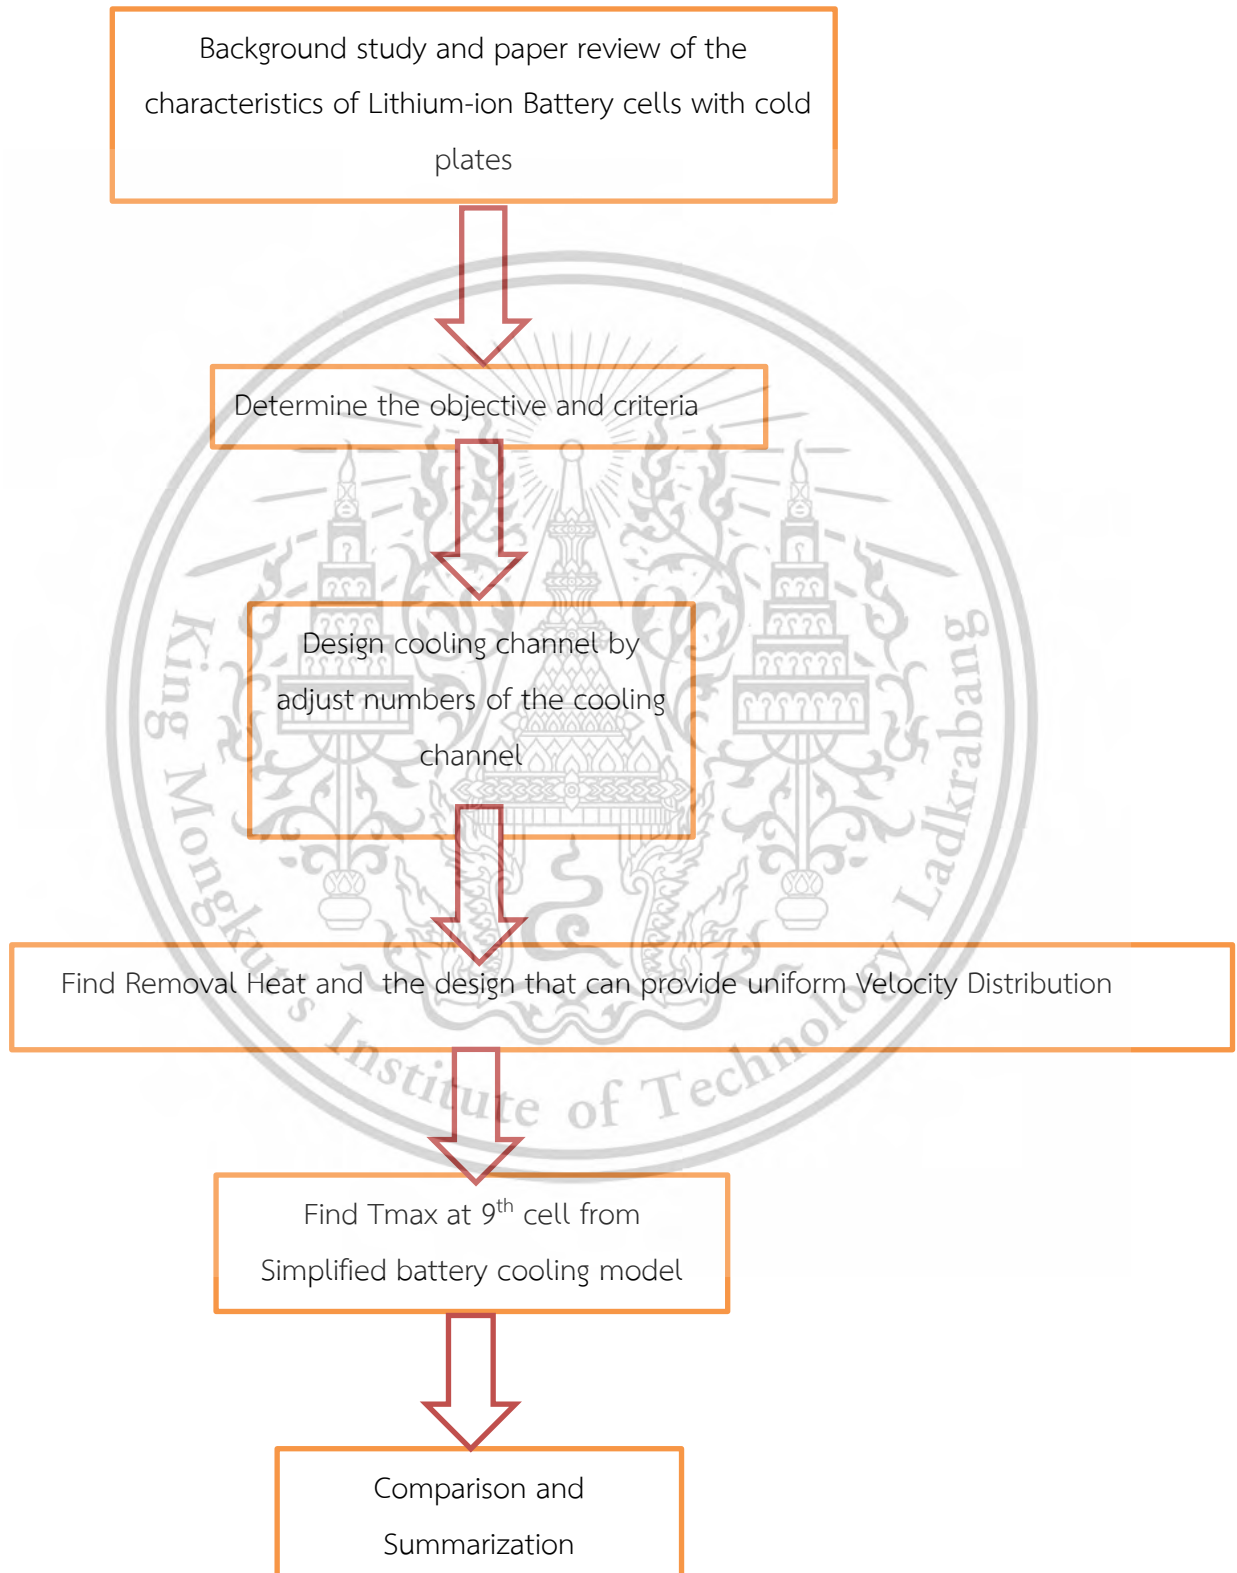 Background study and paper review of the
characteristics of Lithium-ion Battery cells with cold
plates
Determine the objective and criteria
Design cooling channel by
adjust numbers of the cooling
channel
Find Removal Heat and  the design that can provide uniform Velocity Distribution
Find Tmax at 9th cell from
Simplified battery cooling model
Comparison and
Summarization
King Mongkut's Institute of Technology Ladkrabang